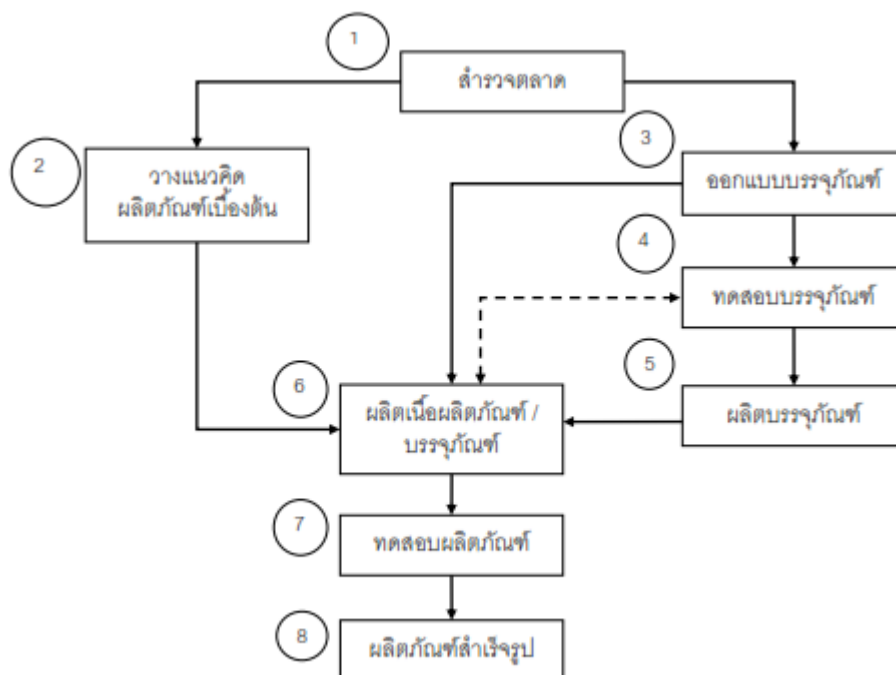 1
สำรวจตลาด
2
วางแนวคิด
ผลิตภัณฑ์เบื้องต้น
3
ออกแบบบรรจุภัณฑ์
4
ทดสอบบรรจุภัณฑ์
5
ผลิตบรรจุภัณฑ์
6
ผลิตเนื้อผลิตภัณฑ์ /
บรรจุภัณฑ์
7
ทดสอบผลิตภัณฑ์
8
ผลิตภัณฑ์สำเร็จรูป